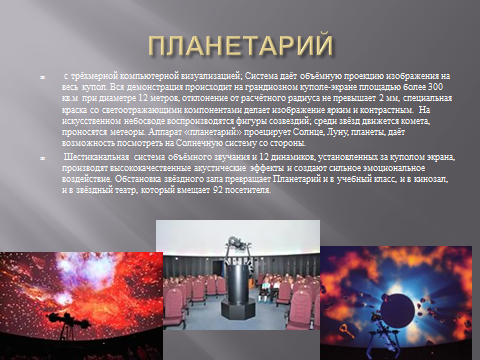 ПЛАНЕТАРИЙ
с трёхмерной компьютерной визуализацией; Система даёт объёмную проекцию изображения на
весь купол. Вся демонстрация происходит на грандиозном куполе-экране площадью более 300
кв.м при диаметре 12 метров, отклонение от расчётного радиуса не превышает 2 мм, специальная
краска со светоотражающими компонентами делает изображение ярким и контрастным. На
искусственном небосводе воспроизводятся фигуры созвездий; среди звёзд движется комета,
проносятся метеоры. Аппарат «планетарий» проецирует Солнце, Луну, планеты, даёт
возможность посмотреть на Солнечную систему со стороны.
Шестиканальная система объёмного звучания и 12 динамиков, установленных за куполом экрана,
производят высококачественные акустические эффекты и создают сильное эмоциональное
воздействие. Обстановка звёздного зала превращает Планетарий и в учебный класс, и в кинозал,
и в звёздный театр, который вмещает 92 посетителя.